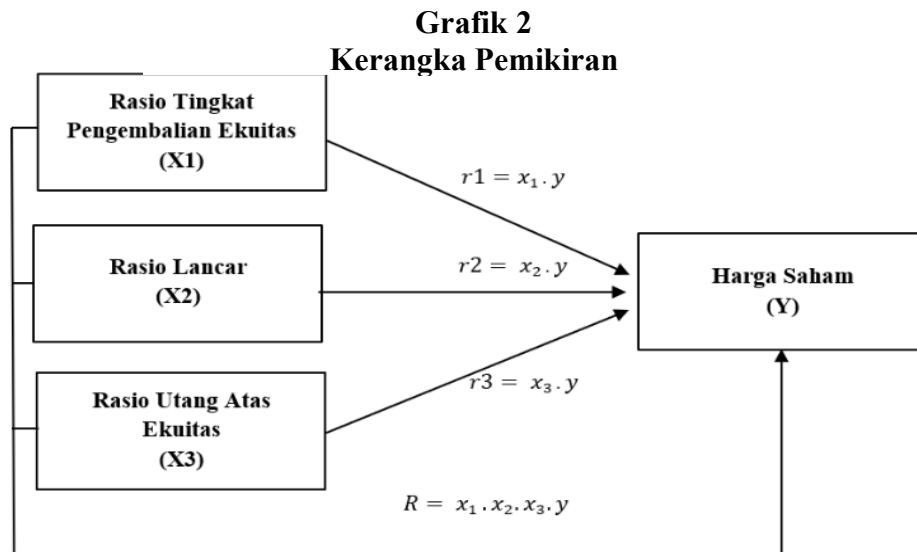 Grafik 2
Kerangka Pemikiran
Rasio Tingkat
Pengembalian Ekuitas
(X1)
r1 = x₁ . y
Rasio Lancar
(X2)
r2 = x₂ . y
Harga Saham
(Y)
Rasio Utang Atas
Ekuitas
(X3)
r3 = x₃ . y
R = x₁ . x₂ . x₃ . y